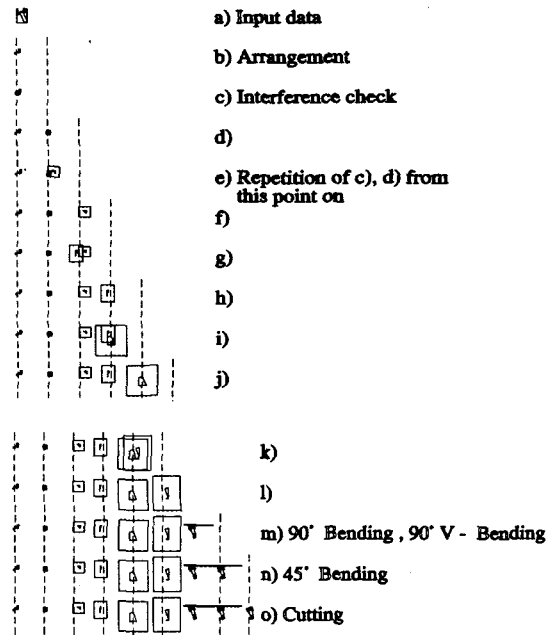 a) Input data
b) Arrangement
c) Interference check
d)
e) Repetition of c), d) from
this point on
f)
g)
h)
i)
j)
k)
l)
m) 90° Bending , 90° V - Bending
n) 45° Bending
o) Cutting